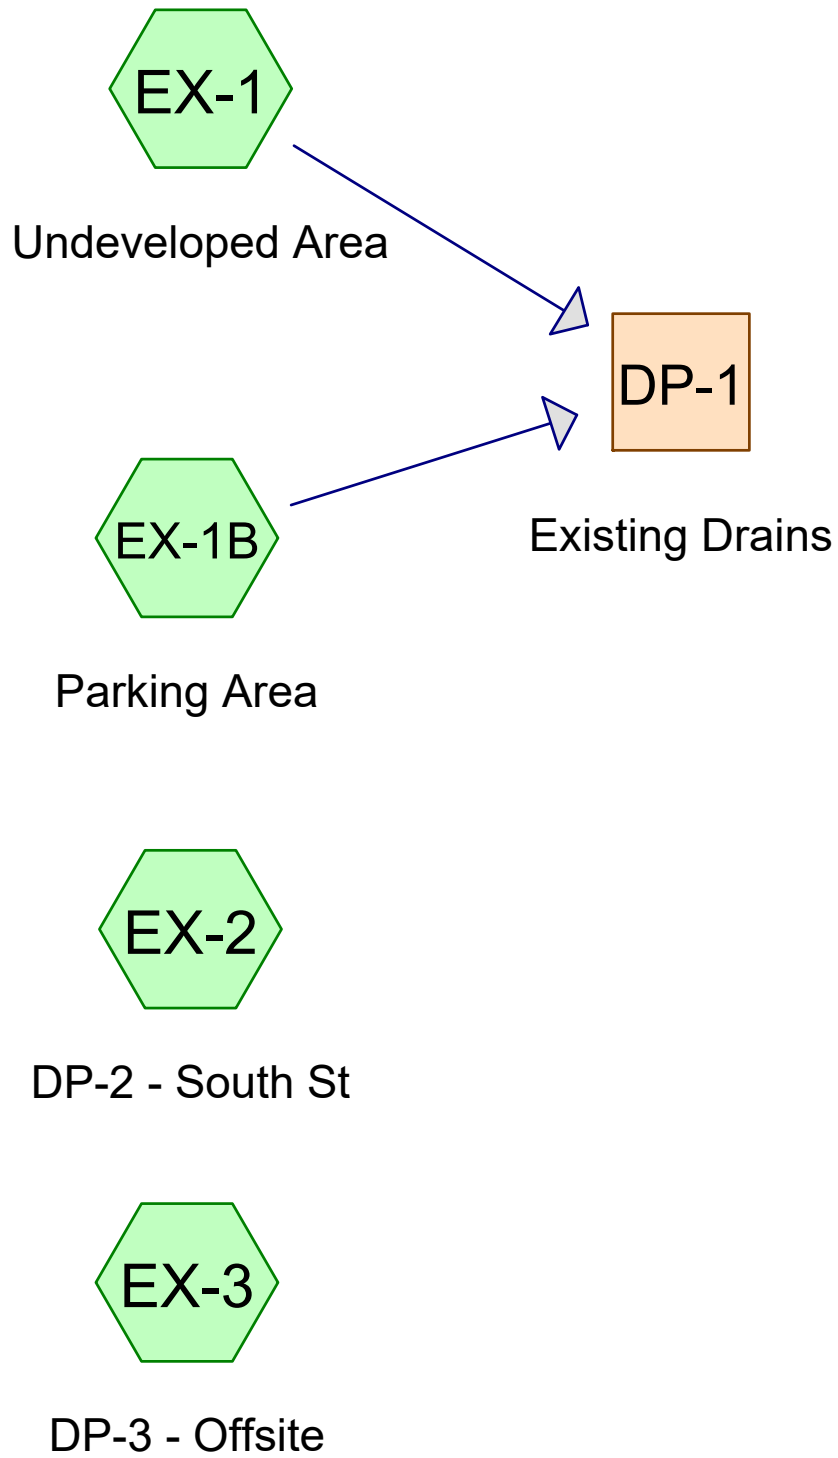 EX-1
Undeveloped Area
DP-1
Existing Drains
EX-1B
Parking Area
EX-2
DP-2 - South St
EX-3
DP-3 - Offsite